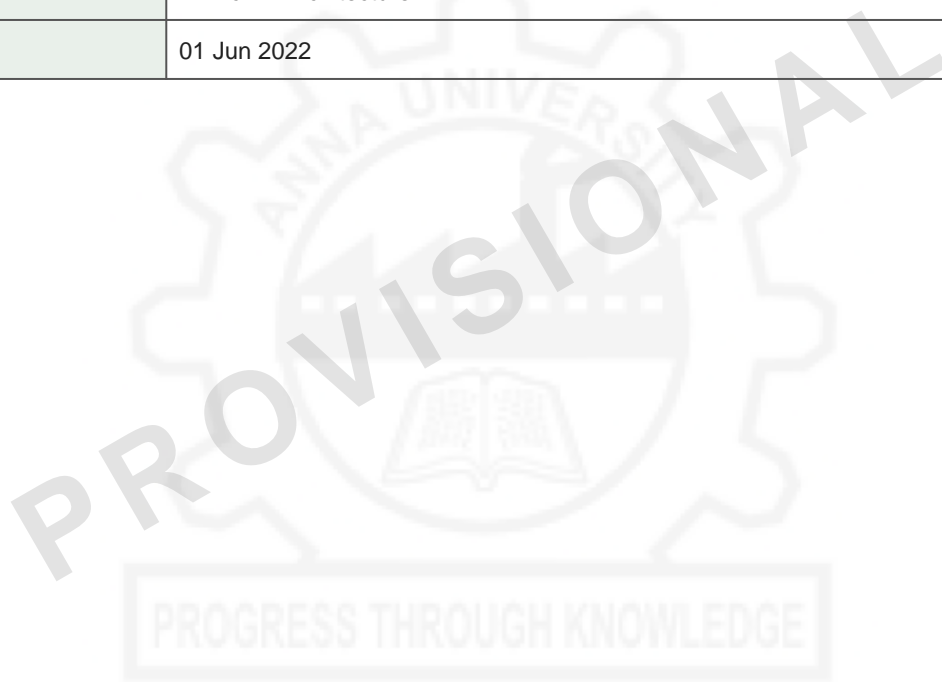 01 Jun 2022
ANNA UNIVERSITY
PROVISIONAL
PROGRESS THROUGH KNOWLEDGE